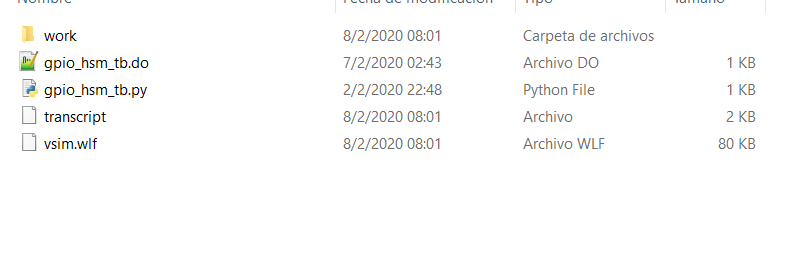 Nombre Fecha de modificación Tipo Tamaño
work 8/2/2020 08:01 Carpeta de archivos
gpio_hsm_tb.do 7/2/2020 02:43 Archivo DO 1 KB
gpio_hsm_tb.py 2/2/2020 22:48 Python File 1 KB
transcript 8/2/2020 08:01 Archivo 2 KB
vsim.wlf 8/2/2020 08:01 Archivo WLF 80 KB